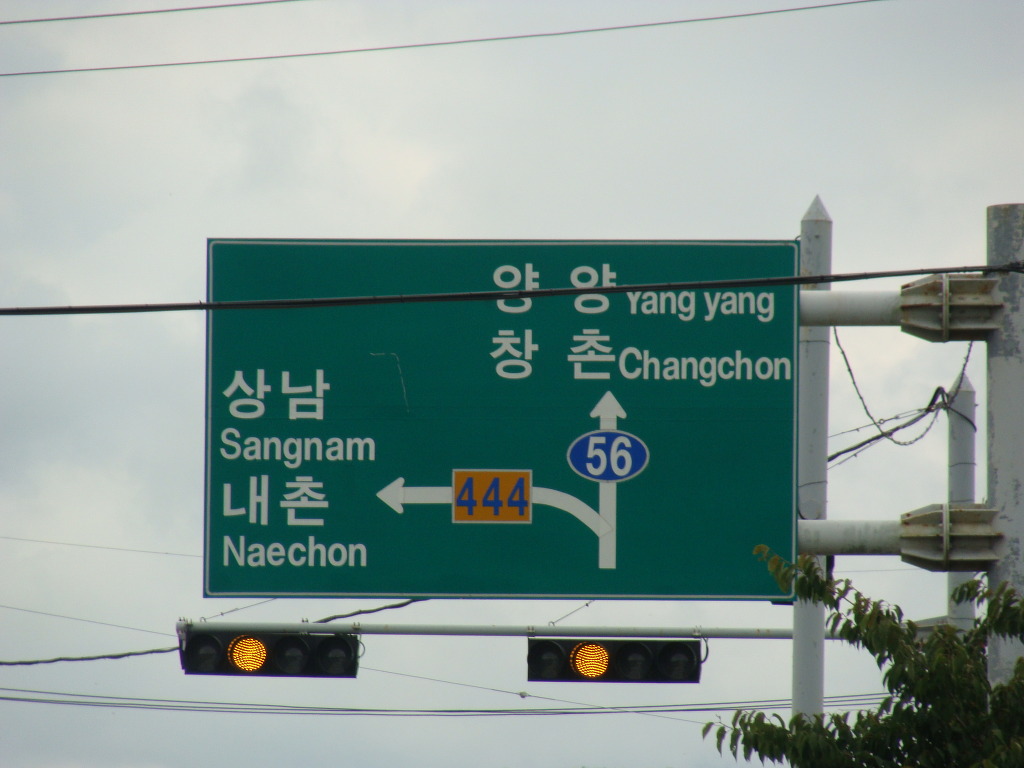 양 양 Yang yang
창 촌 Changchon
상남
Sangnam
내촌
Naechon
444
56